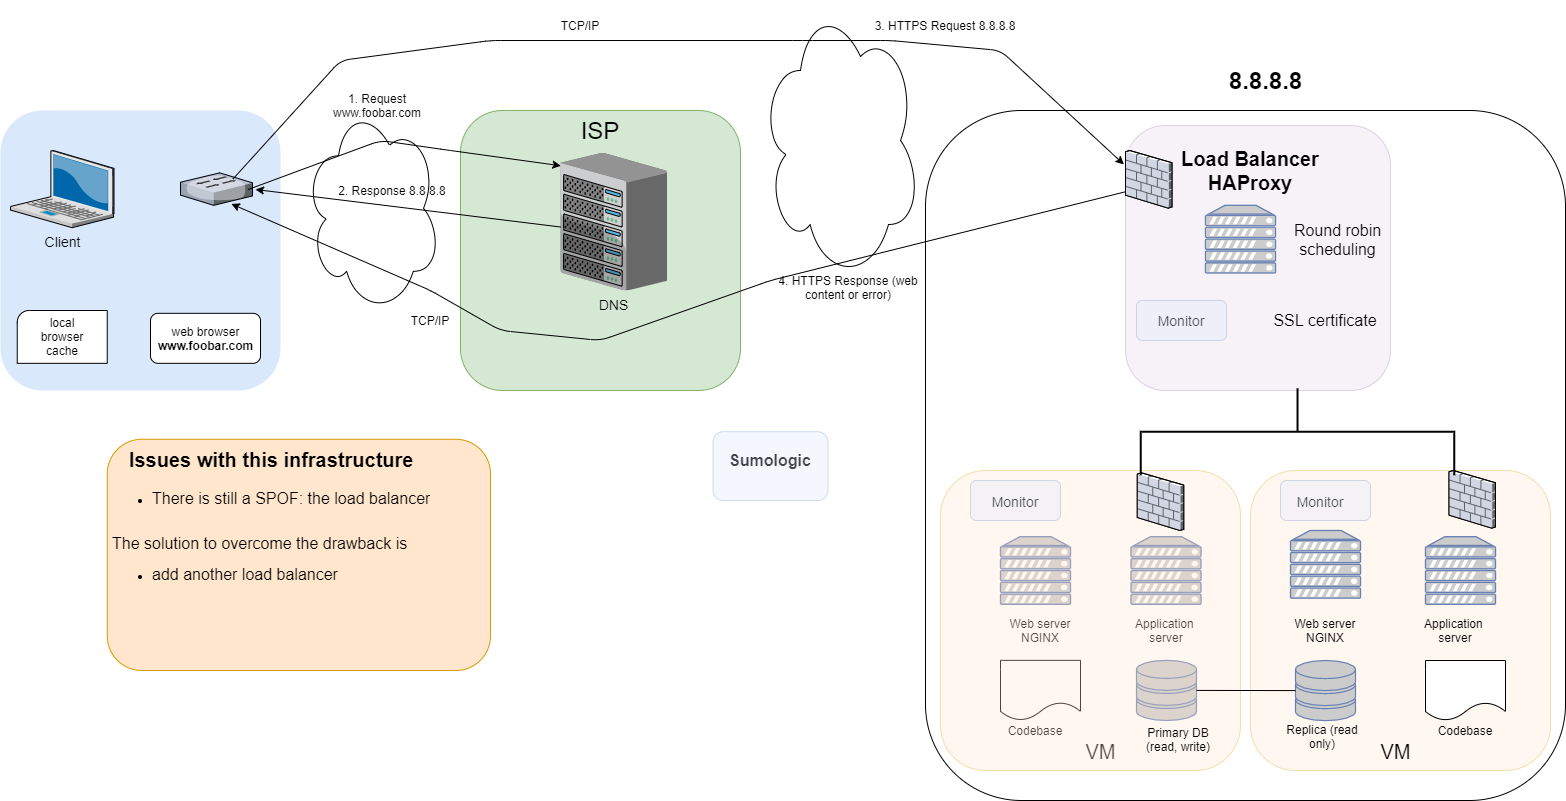 TCP/IP
3. HTTPS Request 8.8.8.8
8.8.8.8
1. Request
www.foobar.com
ISP
2. Response 8.8.8.8
Client
DNS
TCP/IP
4. HTTPS Response (web
content or error)
local
browser
cache
web browser
www.foobar.com
Load Balancer
HAProxy
Round robin
scheduling
Monitor
SSL certificate
Issues with this infrastructure
• There is still a SPOF: the load balancer
The solution to overcome the drawback is
• add another load balancer
Sumologic
Monitor
Web server
NGINX
Application
server
Codebase
Primary DB
(read, write)
VM
Monitor
Web server
NGINX
Application
server
Replica (read
only)
Codebase
VM